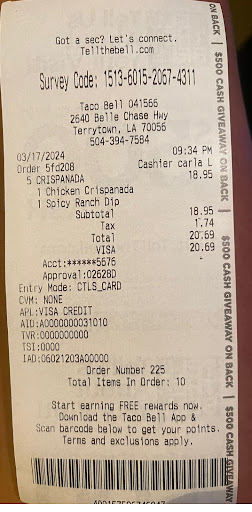 Got a sec? Let's connect.
Tellthebell.com
Survey Code: 1513-6015-2067-4311
Taco Bell 041566
2640 Belle Chase Hwy
Terrytown, LA 70056
504-394-7584
03/17/2024 09:34 PM
Order 5fd208 Cashier carla L
5 CRISPANADA 18.95
1 Chicken Crispanada
1 Spicy Ranch Dip
Subtotal 18.95
Tax 1.74
Total 20.69
VISA 20.69
Acct:******5676
Approval:02628D
Entry Mode: CTLS_CARD
CVM: NONE
APL:VISA CREDIT
AID:A0000000031010
TVR:0000000000
TSI:0000
IAD:06021203A00000
Order Number 225
Total Items In Order: 10
Start earning FREE rewards now.
Download the Taco Bell App &
Scan barcode below to get your points.
Terms and exclusions apply.
ON BACK | $500 CASH GIVEAWAY ON BACK | $500 CASH GIVEAWAY ON BACK | $500 CASH GIVEAWAY